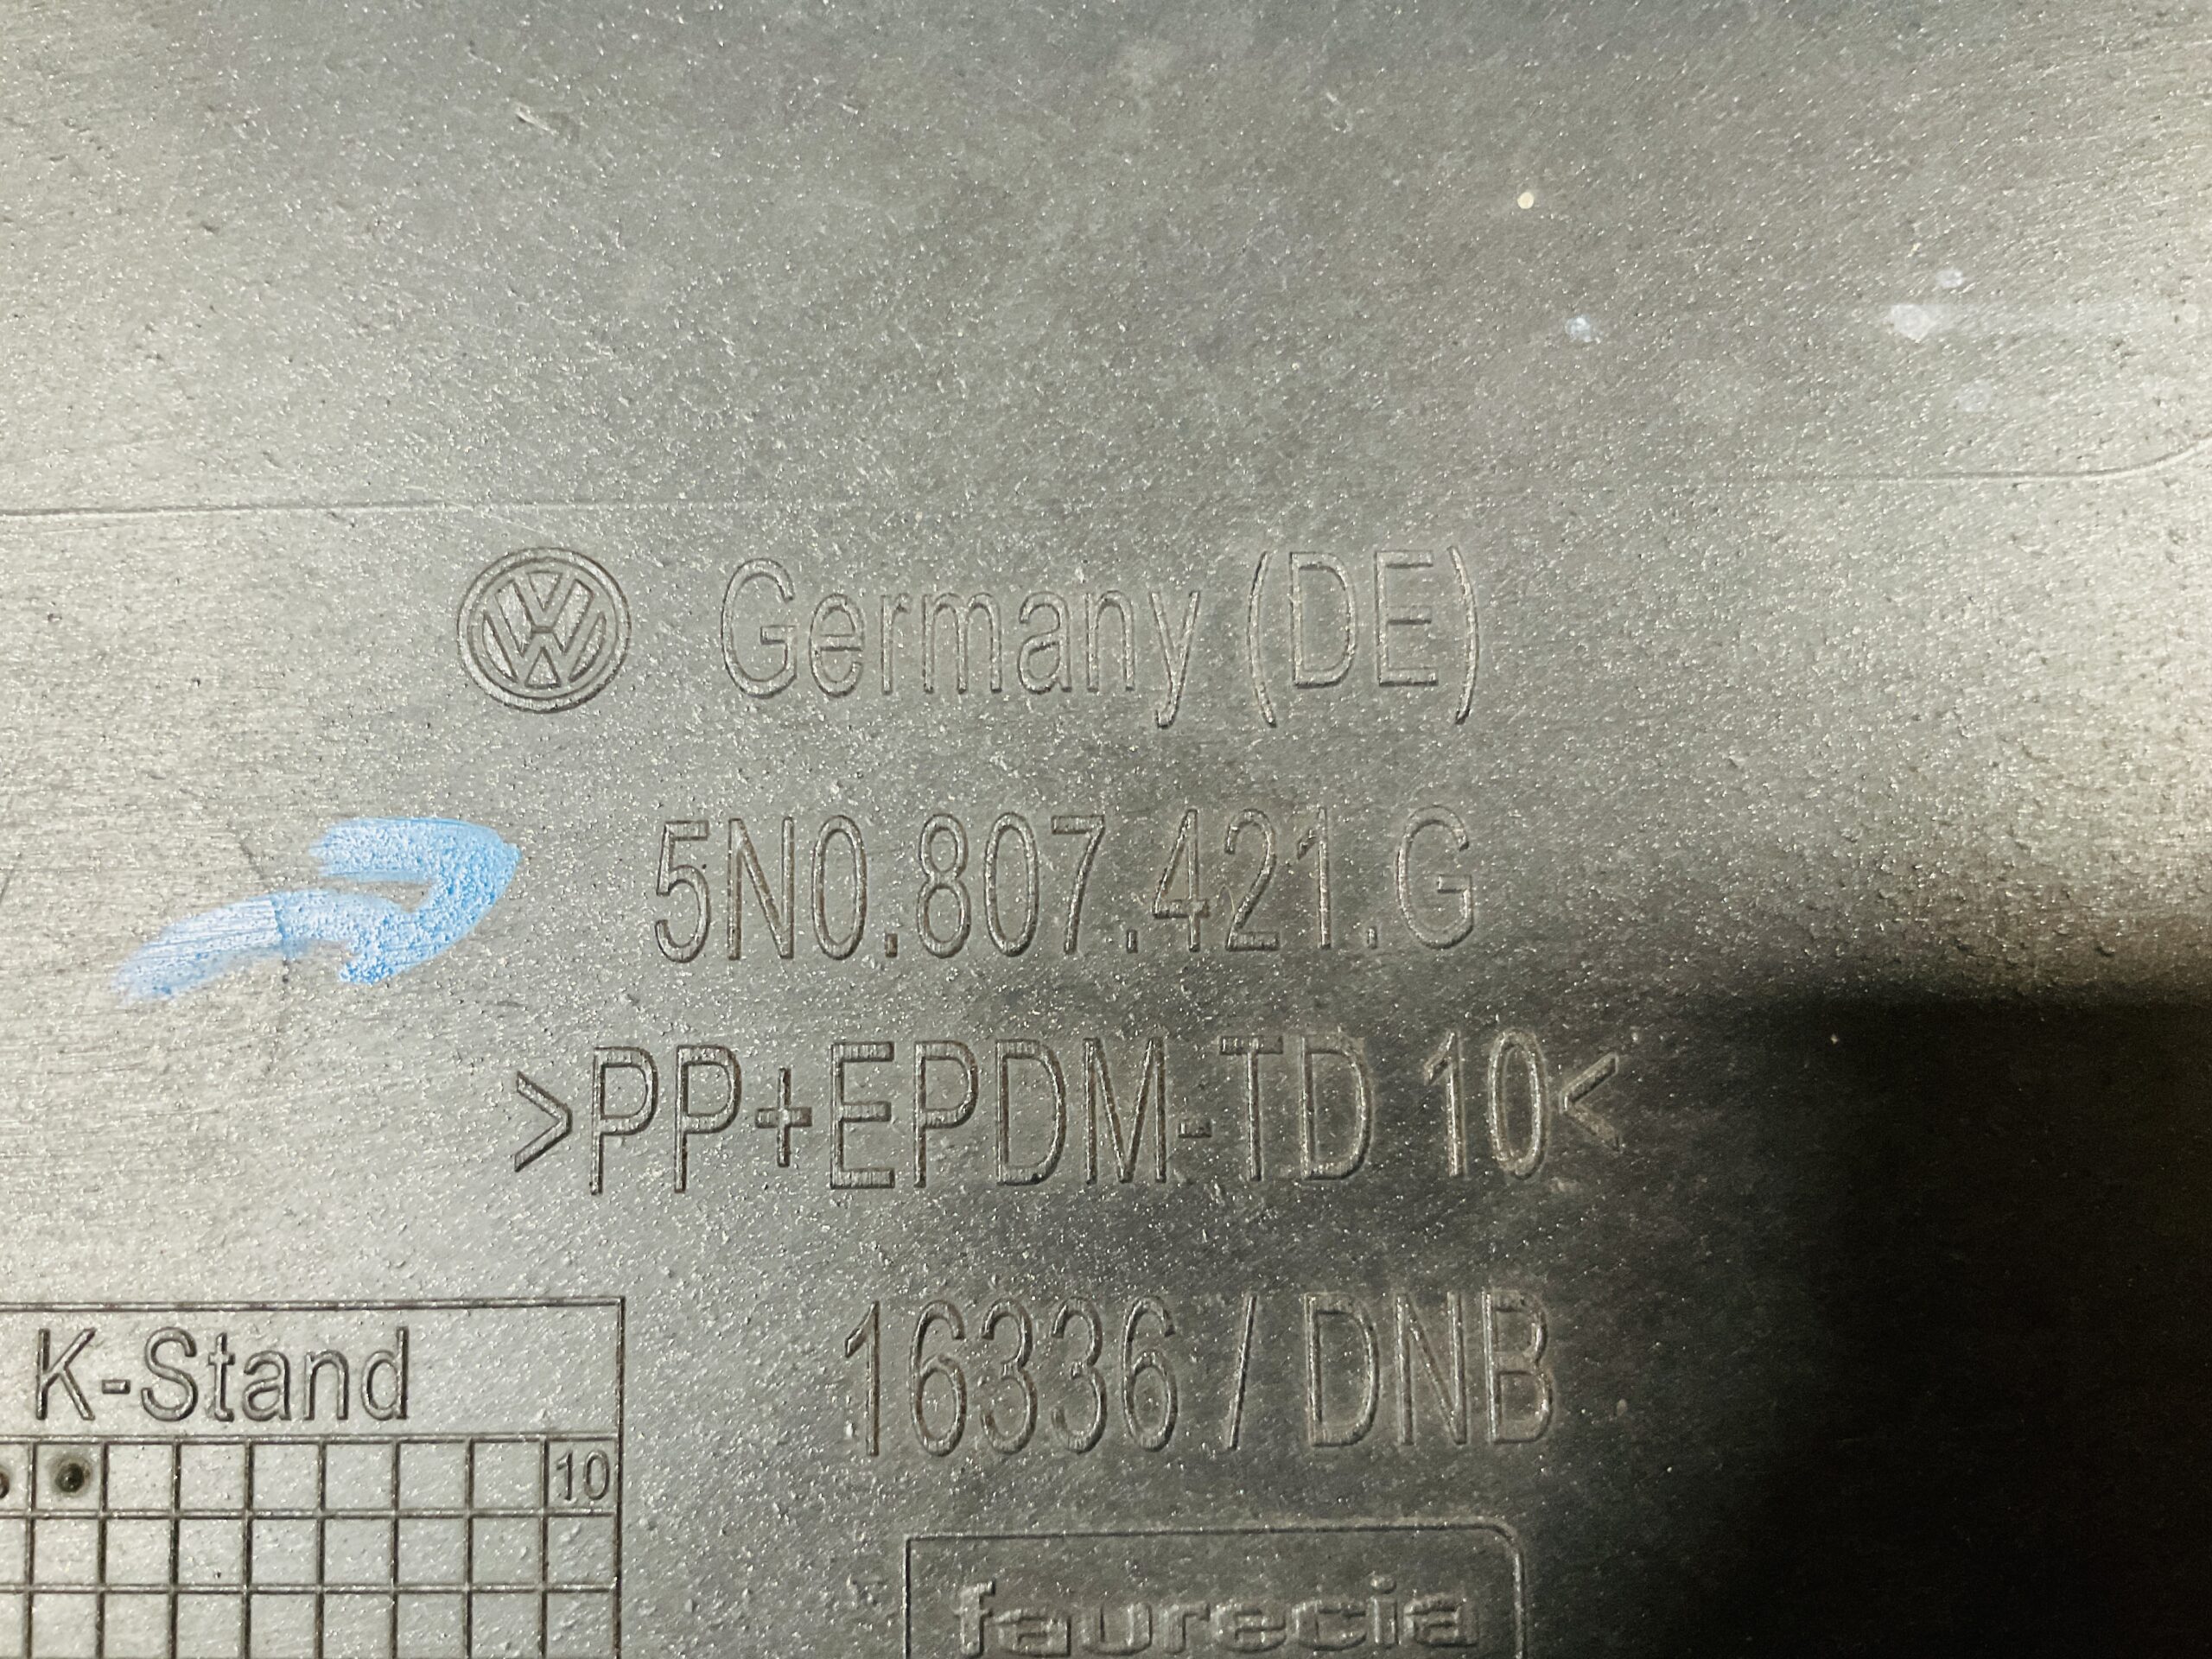 Germany (DE)
5N0.807.421.G
>PP+EPDM-TD 10<
16336 / DNB
K-Stand
10
faurecia